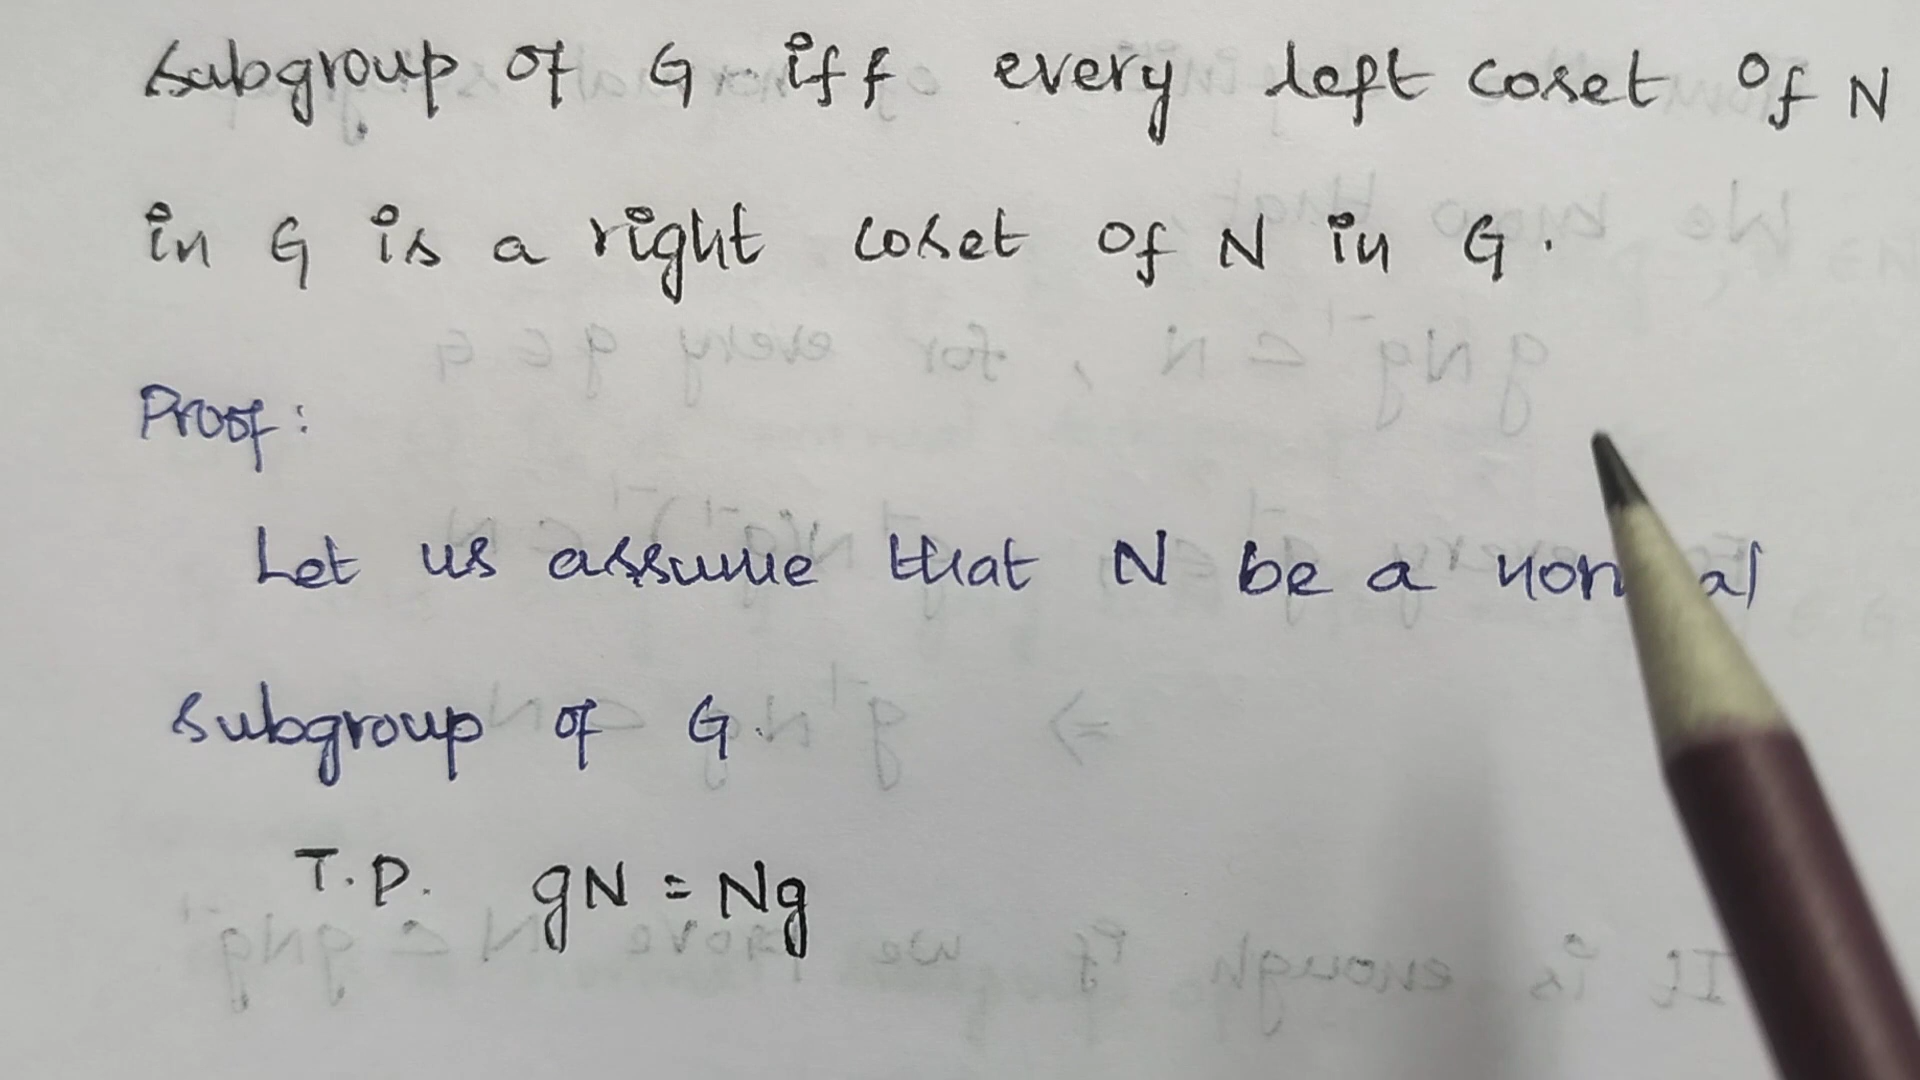 subgroup of G iff every left coset of N
in G is a right coset of N in G.
Proof:
Let us assume that N be a normal
subgroup of G.
T.P. gN = Ng